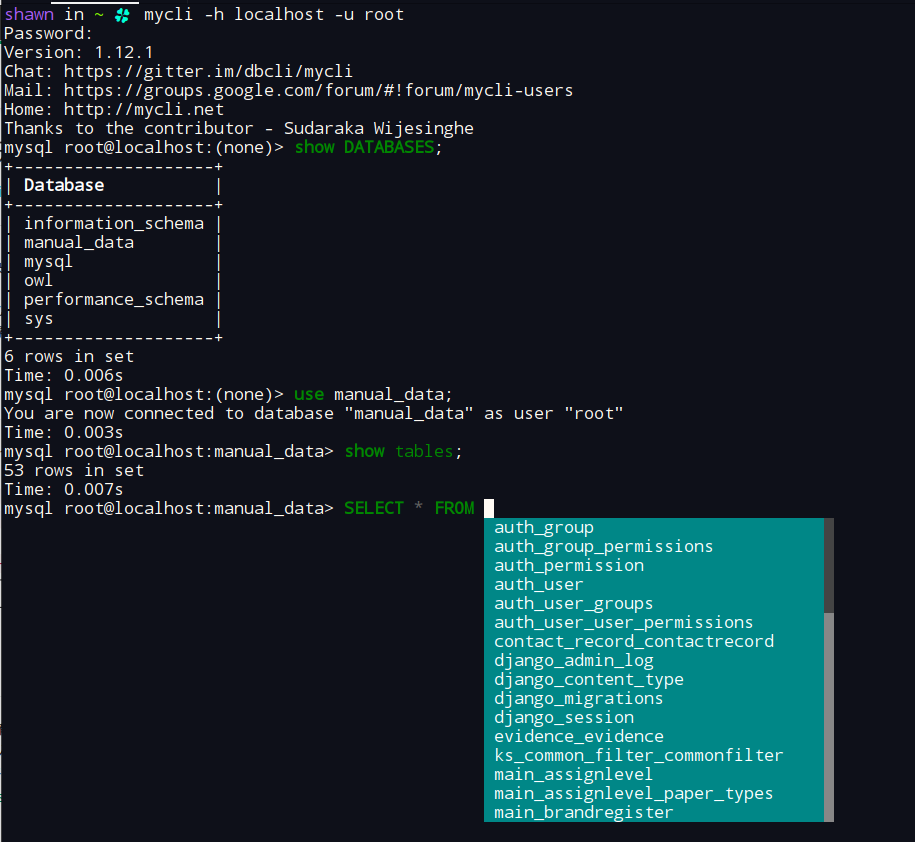 shawn in ~ mycli -h localhost -u root
Password:
Version: 1.12.1
Chat: https://gitter.im/dbcli/mycli
Mail: https://groups.google.com/forum/#!forum/mycli-users
Home: http://mycli.net
Thanks to the contributor - Sudaraka Wijesinghe
mysql root@localhost:(none)> show DATABASES;
+--------------------+
| Database           |
+--------------------+
| information_schema |
| manual_data        |
| mysql              |
| owl                |
| performance_schema |
| sys                |
+--------------------+
6 rows in set
Time: 0.006s
mysql root@localhost:(none)> use manual_data;
You are now connected to database "manual_data" as user "root"
Time: 0.003s
mysql root@localhost:manual_data> show tables;
53 rows in set
Time: 0.007s
mysql root@localhost:manual_data> SELECT * FROM
auth_group
auth_group_permissions
auth_permission
auth_user
auth_user_groups
auth_user_user_permissions
contact_record_contactrecord
django_admin_log
django_content_type
django_migrations
django_session
evidence_evidence
ks_common_filter_commonfilter
main_assignlevel
main_assignlevel_paper_types
main_brandregister